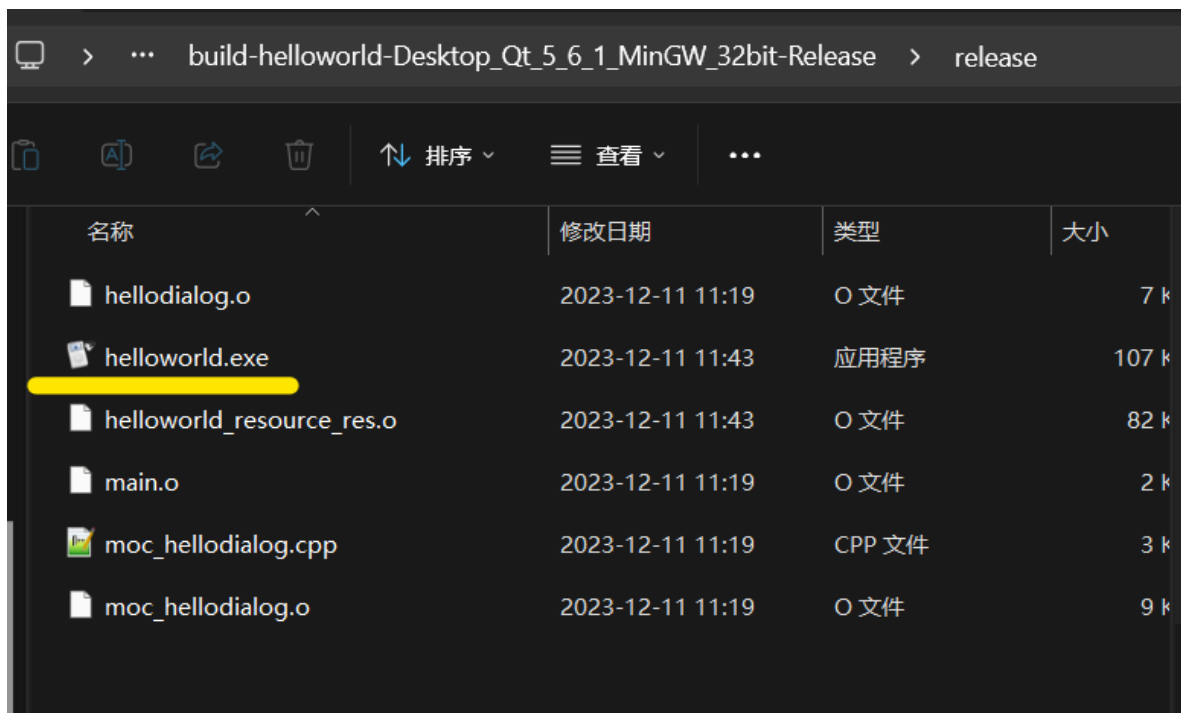 build-helloworld-Desktop_Qt_5_6_1_MinGW_32bit-Release > release
排序 查看
名称 修改日期 类型 大小
hellodialog.o 2023-12-11 11:19 O 文件 7 K
helloworld.exe 2023-12-11 11:43 应用程序 107 K
helloworld_resource_res.o 2023-12-11 11:43 O 文件 82 K
main.o 2023-12-11 11:19 O 文件 2 K
moc_hellodialog.cpp 2023-12-11 11:19 CPP 文件 3 K
moc_hellodialog.o 2023-12-11 11:19 O 文件 9 K